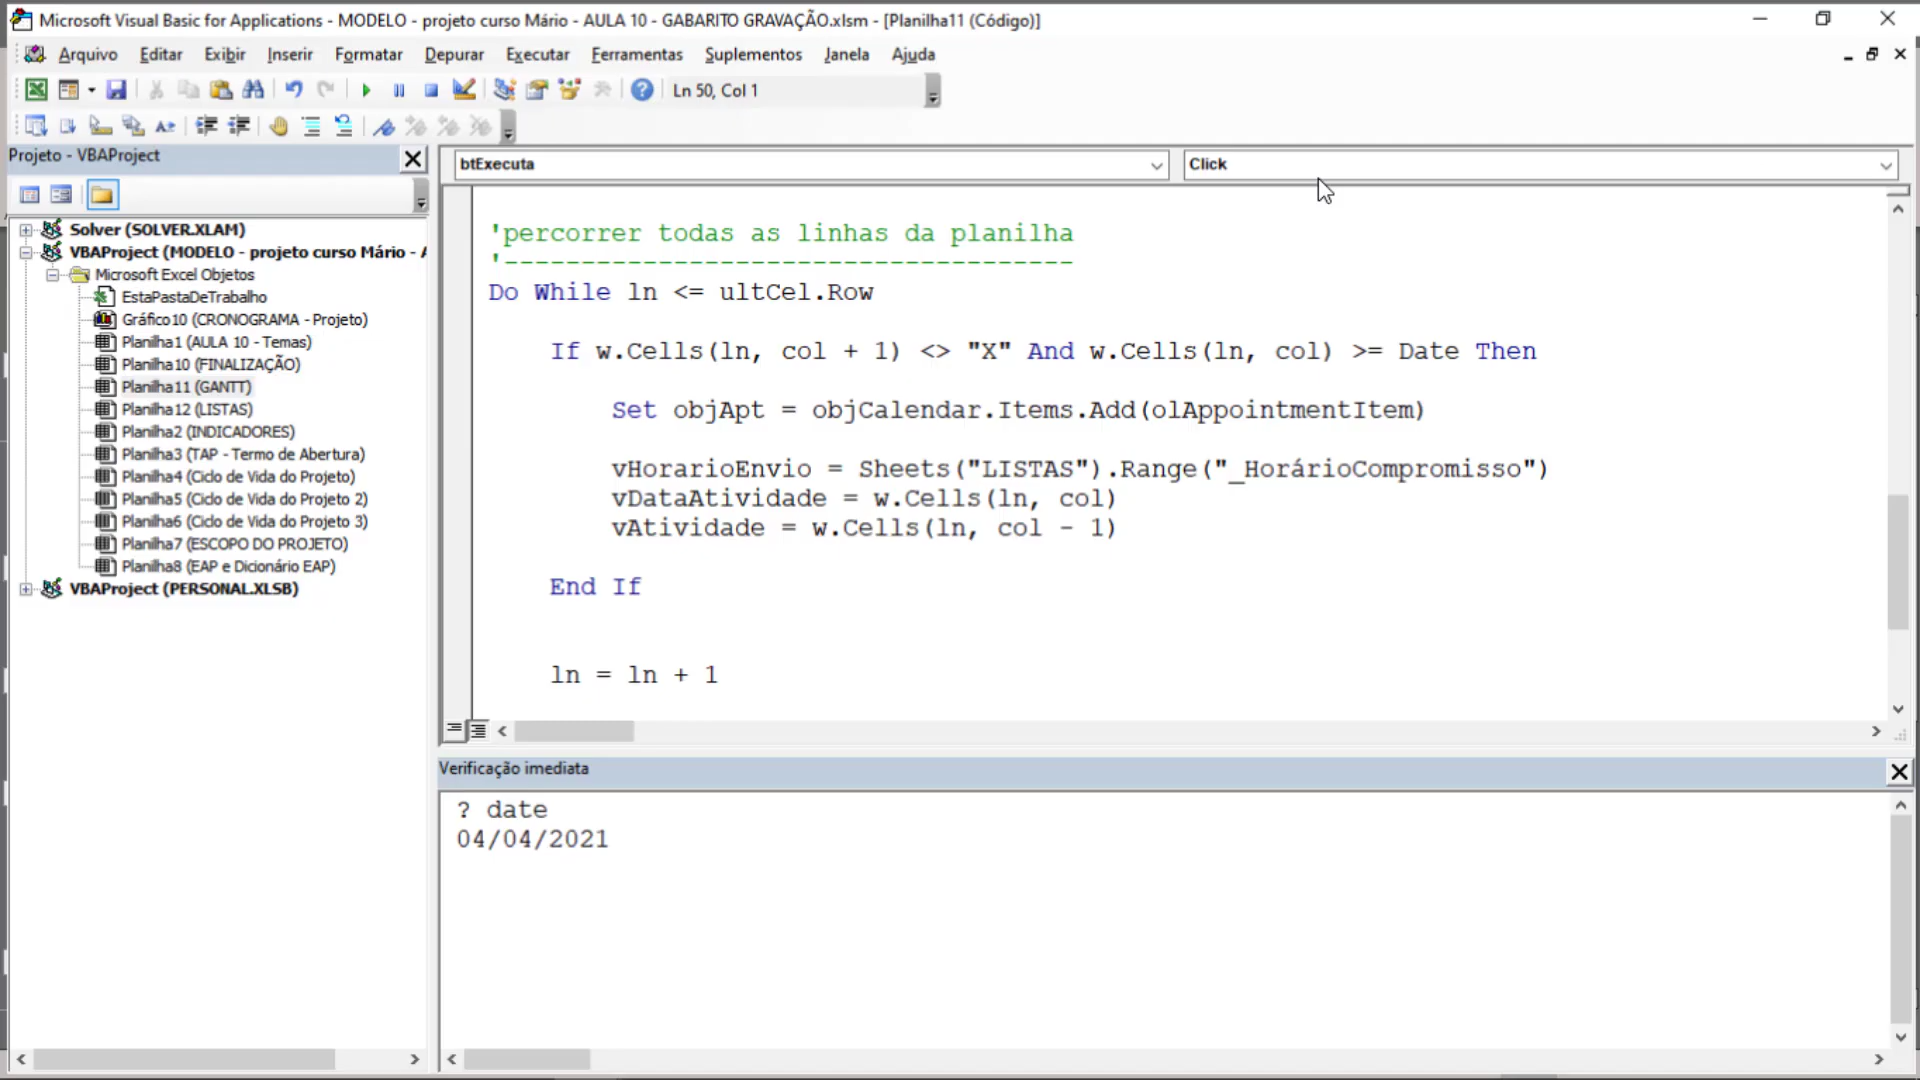 Microsoft Visual Basic for Applications - MODELO - projeto curso Mário - AULA 10 - GABARITO GRAVAÇÃO.xlsm - [Planilha11 (Código)]
Arquivo Editar Exibir Inserir Formatar Depurar Executar Ferramentas Suplementos Janela Ajuda
Ln 50, Col 1
Projeto - VBAProject
Solver (SOLVER.XLAM)
VBAProject (MODELO - projeto curso Mário - A
Microsoft Excel Objetos
EstaPastaDeTrabalho
Gráfico10 (CRONOGRAMA - Projeto)
Planilha1 (AULA 10 - Temas)
Planilha10 (FINALIZAÇÃO)
Planilha11 (GANTT)
Planilha12 (LISTAS)
Planilha2 (INDICADORES)
Planilha3 (TAP - Termo de Abertura)
Planilha4 (Ciclo de Vida do Projeto)
Planilha5 (Ciclo de Vida do Projeto 2)
Planilha6 (Ciclo de Vida do Projeto 3)
Planilha7 (ESCOPO DO PROJETO)
Planilha8 (EAP e Dicionário EAP)
VBAProject (PERSONAL.XLSB)
btExecuta
Click
'percorrer todas as linhas da planilha
'-------------------------------------
Do While ln <= ultCel.Row
If w.Cells(ln, col + 1) <> "X" And w.Cells(ln, col) >= Date Then
Set objApt = objCalendar.Items.Add(olAppointmentItem)
vHorarioEnvio = Sheets("LISTAS").Range("_HorárioCompromisso")
vDataAtividade = w.Cells(ln, col)
vAtividade = w.Cells(ln, col - 1)
End If
ln = ln + 1
Verificação imediata
? date
04/04/2021